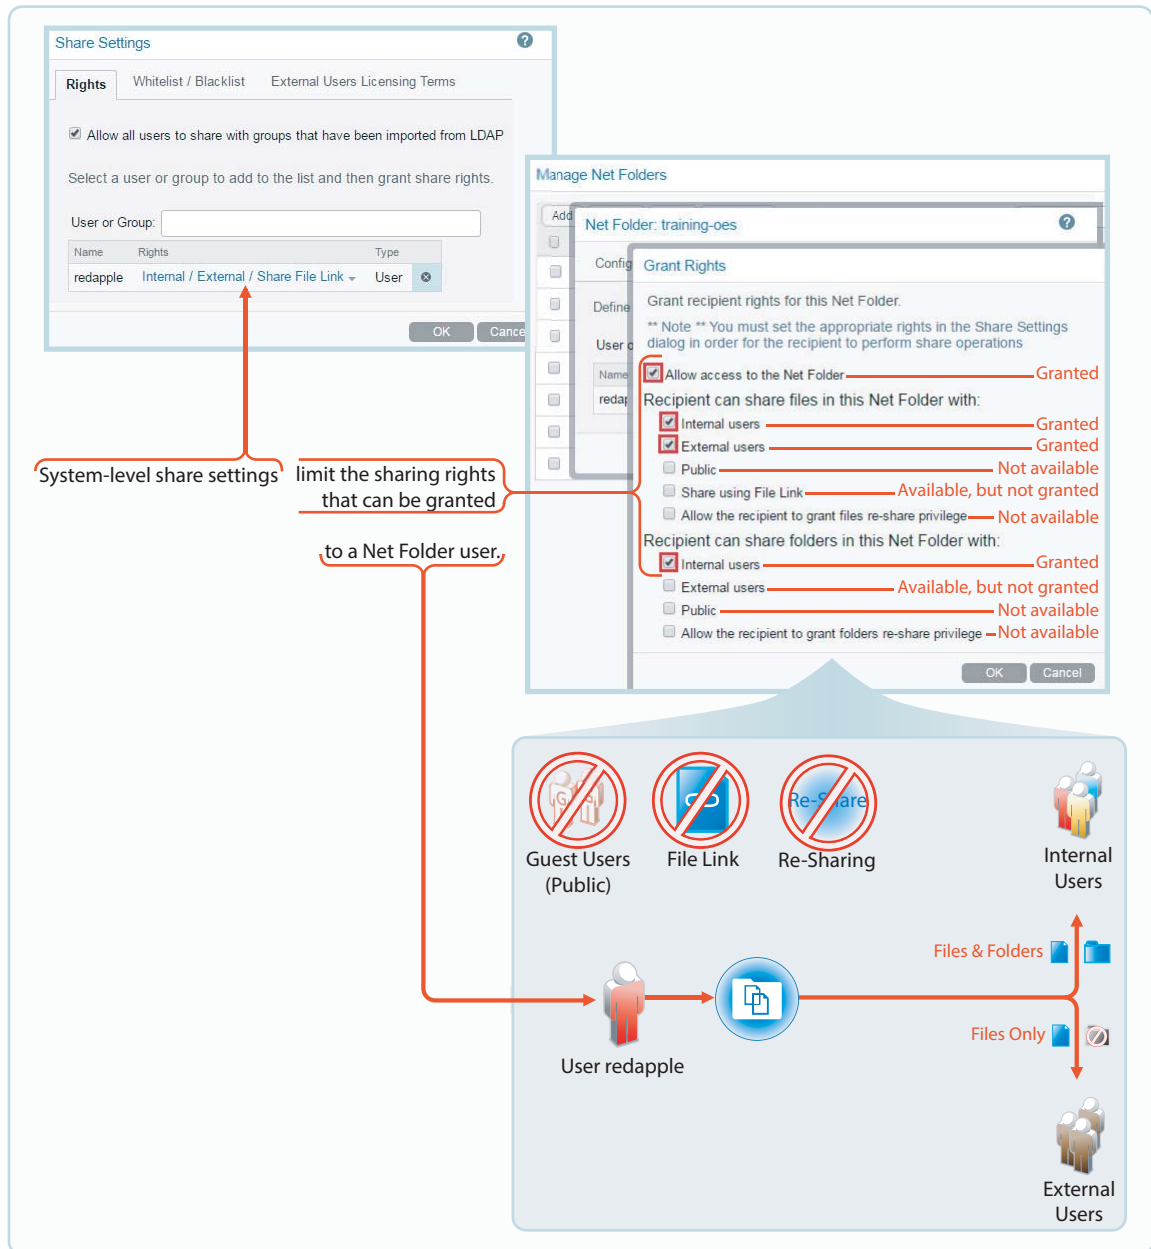 Share Settings
?
Rights
Whitelist / Blacklist
External Users Licensing Terms
Allow all users to share with groups that have been imported from LDAP
Select a user or group to add to the list and then grant share rights.
User or Group:
Name Rights Type
redapple Internal / External / Share File Link User
OK
Cance
Manage Net Folders
Add
Net Folder: training-oes
?
Config
Define
User o
Name
redap
Grant Rights
Grant recipient rights for this Net Folder.
** Note ** You must set the appropriate rights in the Share Settings
dialog in order for the recipient to perform share operations
Allow access to the Net Folder Granted
Recipient can share files in this Net Folder with:
Internal users Granted
External users Granted
Public Not available
Share using File Link Available, but not granted
Allow the recipient to grant files re-share privilege Not available
Recipient can share folders in this Net Folder with:
Internal users Granted
External users Available, but not granted
Public Not available
Allow the recipient to grant folders re-share privilege Not available
OK
Cancel
System-level share settings
limit the sharing rights
that can be granted
to a Net Folder user.
Re-Share
Guest Users
(Public)
File Link
Re-Sharing
Internal
Users
Files & Folders
Files Only
User redapple
External
Users